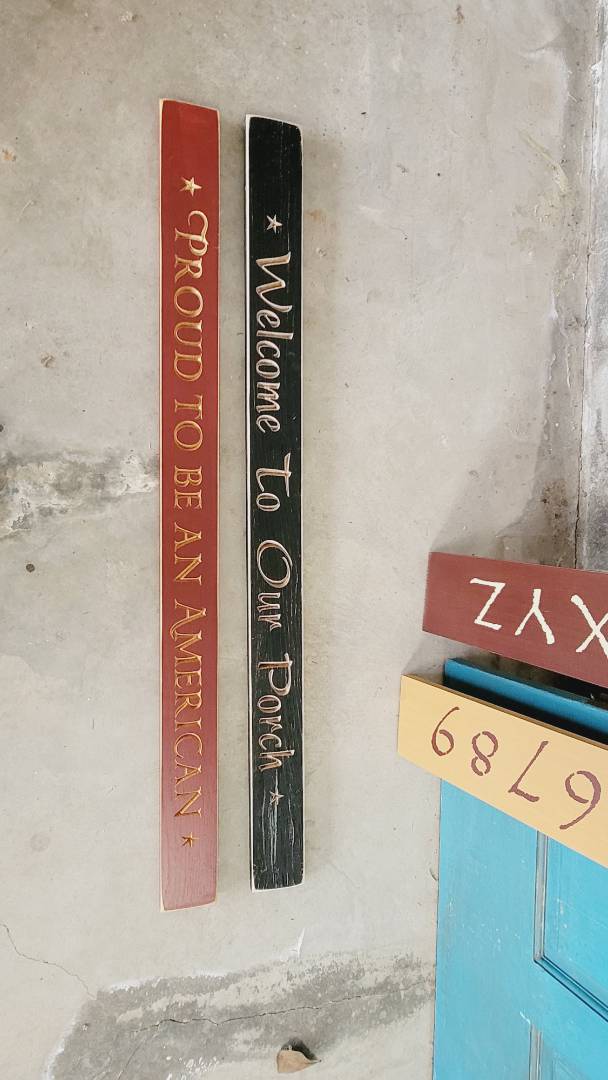 ★ PROUD TO BE AN AMERICAN ★
★ Welcome To Our Porch ★
XYZ
6789